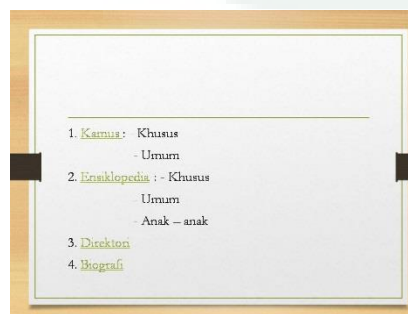 1. Kamus : - Khusus
- Umum
2. Ensiklopedia : - Khusus
- Umum
- Anak – anak
3. Direktori
4. Biografi